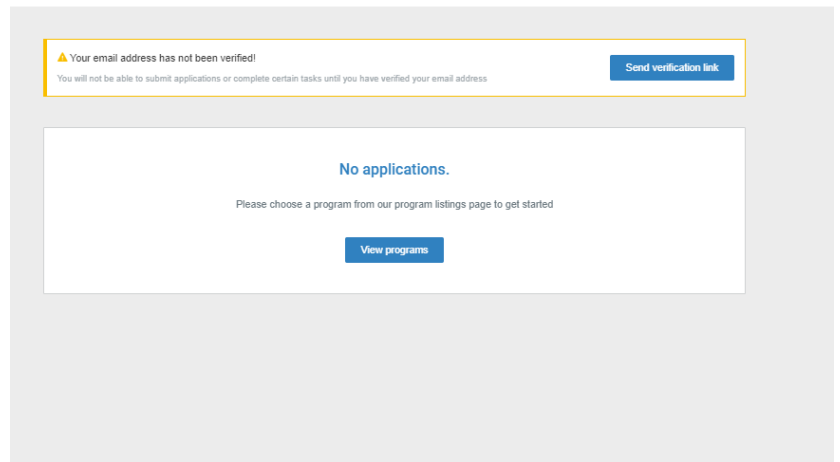 Your email address has not been verified!
You will not be able to submit applications or complete certain tasks until you have verified your email address
Send verification link
No applications.
Please choose a program from our program listings page to get started
View programs